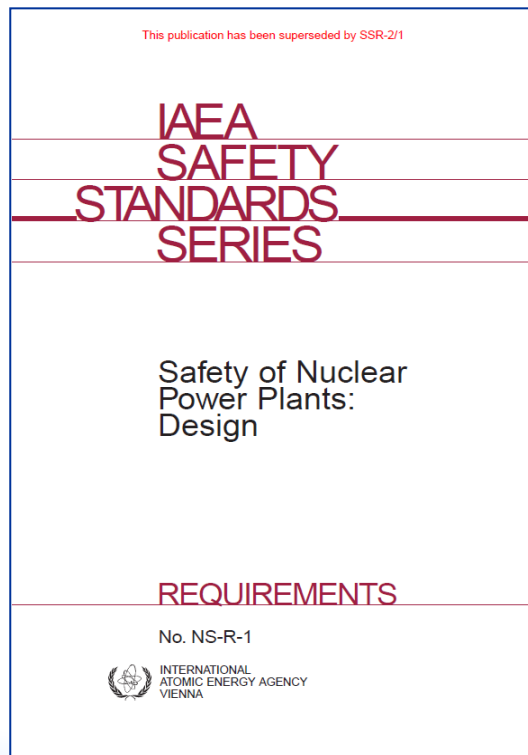 This publication has been superseded by SSR-2/1
IAEA
SAFETY
STANDARDS
SERIES
Safety of Nuclear
Power Plants:
Design
REQUIREMENTS
No. NS-R-1
INTERNATIONAL
ATOMIC ENERGY AGENCY
VIENNA